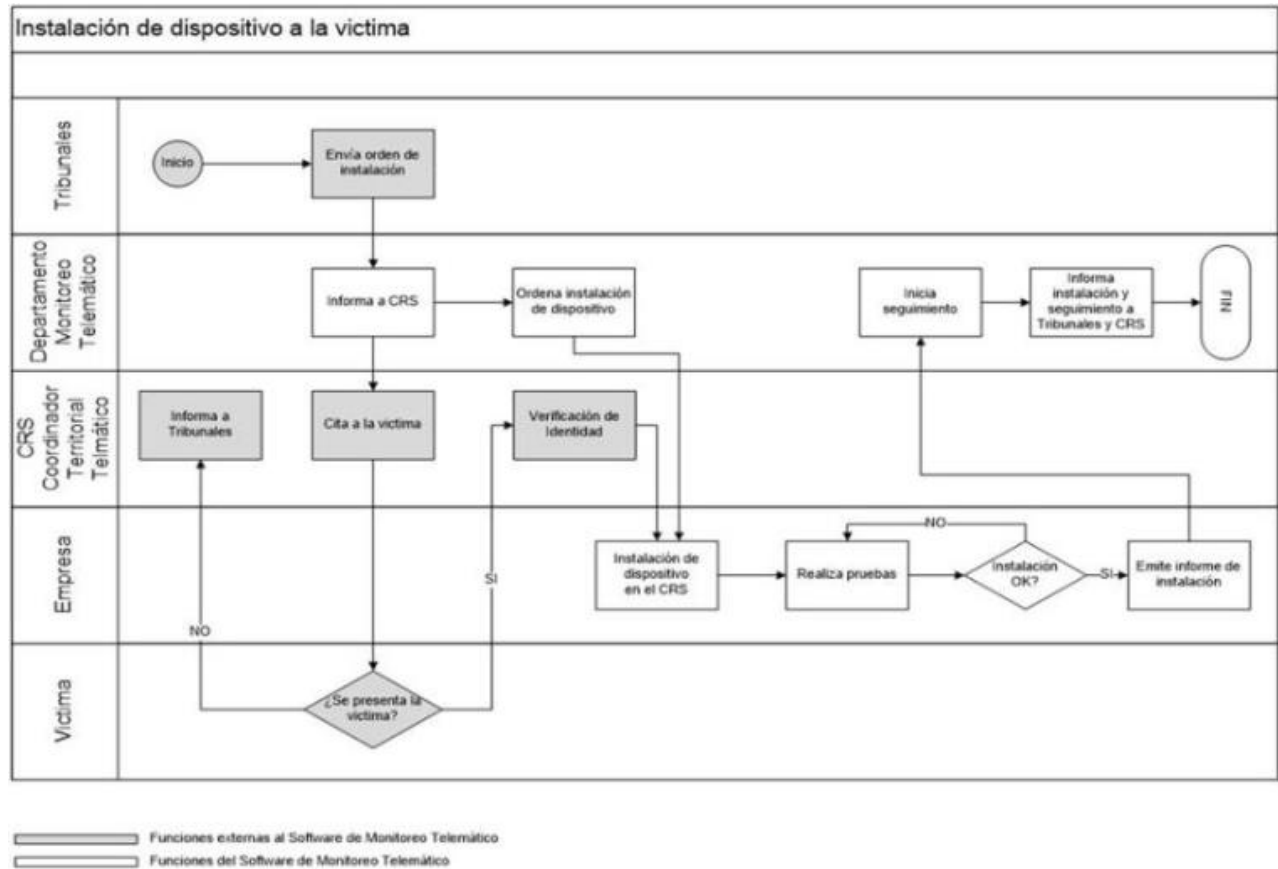 Instalación de dispositivo a la victima
Tribunales
Inicio
Envía orden de
instalación
Departamento
Monitoreo
Telemático
Informa a CRS
Ordena instalación
de dispositivo
Inicia
seguimiento
Informa
instalación y
seguimiento a
Tribunales y CRS
FIN
CRS
Coordinador
Territorial
Telmático
Informa a
Tribunales
Cita a la victima
Verificación de
Identidad
Empresa
Instalación de
dispositivo
en el CRS
Realiza pruebas
NO
Instalación
OK?
SI
Emite informe de
instalación
SI
NO
Victima
¿Se presenta la
victima?
Funciones externas al Software de Monitoreo Telemático
Funciones del Software de Monitoreo Telemático